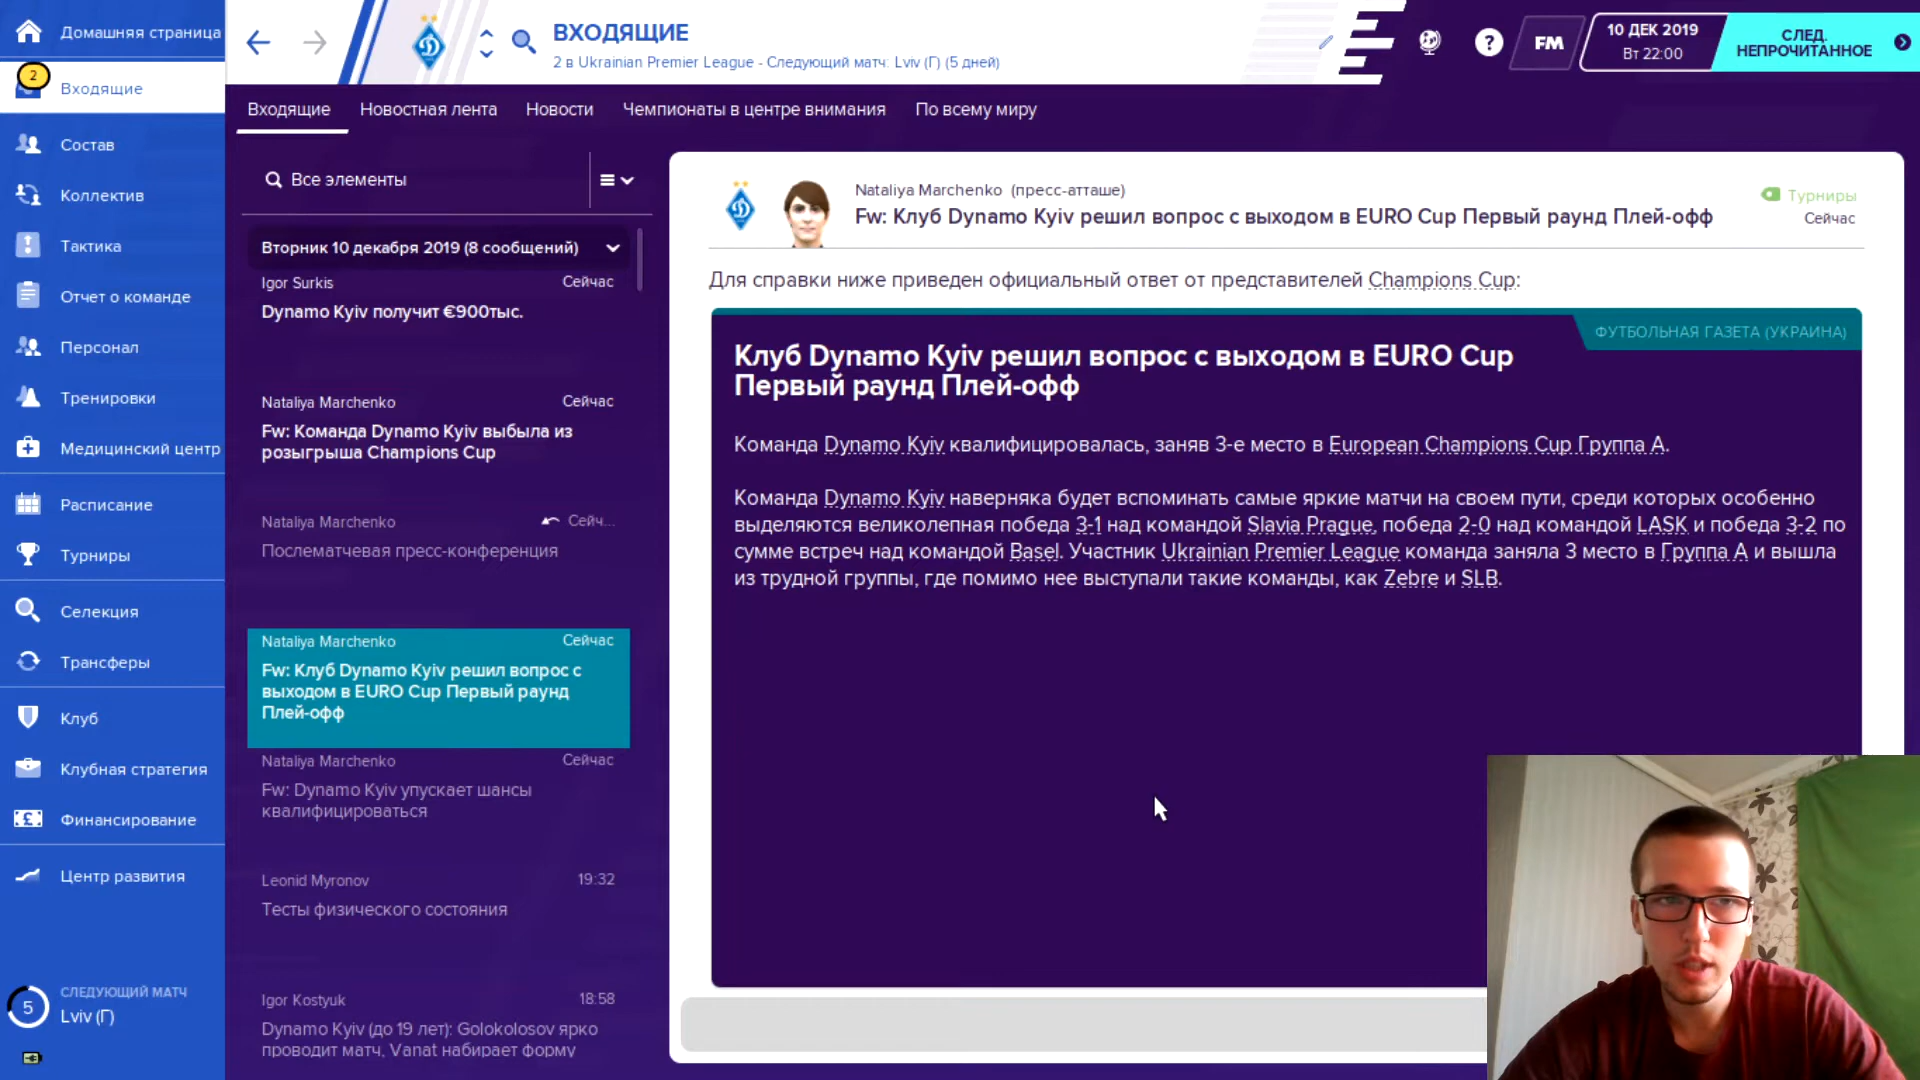 Домашняя страница
2
Входящие
Состав
Коллектив
Тактика
Отчет о команде
Персонал
Тренировки
Медицинский центр
Расписание
Турниры
Селекция
Трансферы
Клуб
Клубная стратегия
Финансирование
Центр развития
5
СЛЕДУЮЩИЙ МАТЧ
Lviv (Г)
ВХОДЯЩИЕ
2 в Ukrainian Premier League - Следующий матч: Lviv (Г) (5 дней)
?
FM
10 ДЕК 2019
Вт 22:00
СЛЕД.
НЕПРОЧИТАННОЕ
Входящие
Новостная лента
Новости
Чемпионаты в центре внимания
По всему миру
Все элементы
Вторник 10 декабря 2019 (8 сообщений)
Igor Surkis
Сейчас
Dynamo Kyiv получит €900тыс.
Nataliya Marchenko
Сейчас
Fw: Команда Dynamo Kyiv выбыла из
розыгрыша Champions Cup
Nataliya Marchenko
Сейч...
Послематчевая пресс-конференция
Nataliya Marchenko
Сейчас
Fw: Клуб Dynamo Kyiv решил вопрос с
выходом в EURO Cup Первый раунд
Плей-офф
Nataliya Marchenko
Сейчас
Fw: Dynamo Kyiv упускает шансы
квалифицироваться
Leonid Myronov
19:32
Тесты физического состояния
Igor Kostyuk
18:58
Dynamo Kyiv (до 19 лет): Golokolosov ярко
проводит матч, Vanat набирает форму
Nataliya Marchenko (пресс-атташе)
Fw: Клуб Dynamo Kyiv решил вопрос с выходом в EURO Cup Первый раунд Плей-офф
Турниры
Сейчас
Для справки ниже приведен официальный ответ от представителей Champions Cup:
ФУТБОЛЬНАЯ ГАЗЕТА (УКРАИНА)
Клуб Dynamo Kyiv решил вопрос с выходом в EURO Cup
Первый раунд Плей-офф
Команда Dynamo Kyiv квалифицировалась, заняв 3-е место в European Champions Cup Группа А.
Команда Dynamo Kyiv наверняка будет вспоминать самые яркие матчи на своем пути, среди которых особенно
выделяются великолепная победа 3-1 над командой Slavia Prague, победа 2-0 над командой LASK и победа 3-2 по
сумме встреч над командой Basel. Участник Ukrainian Premier League команда заняла 3 место в Группа А и вышла
из трудной группы, где помимо нее выступали такие команды, как Zebre и SLB.